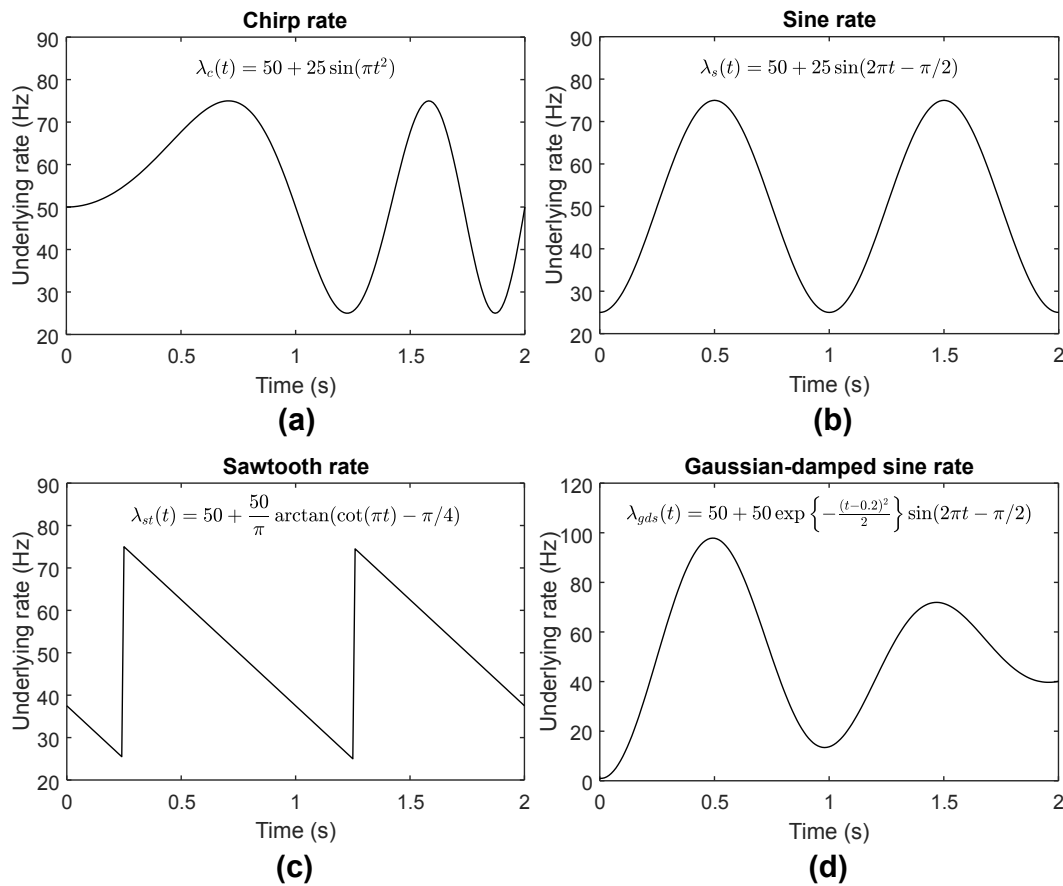 Chirp rate
λ_c(t) = 50 + 25 sin(πt²)
90
80
70
60
50
40
30
20
Underlying rate (Hz)
0 0.5 1 1.5 2
Time (s)
(a)
Sine rate
λ_s(t) = 50 + 25 sin(2πt − π/2)
90
80
70
60
50
40
30
20
Underlying rate (Hz)
0 0.5 1 1.5 2
Time (s)
(b)
Sawtooth rate
λ_st(t) = 50 + 50/π arctan(cot(πt) − π/4)
90
80
70
60
50
40
30
20
Underlying rate (Hz)
0 0.5 1 1.5 2
Time (s)
(c)
Gaussian-damped sine rate
λ_gds(t) = 50 + 50 exp{−(t−0.2)²/2} sin(2πt − π/2)
120
100
80
60
40
20
0
Underlying rate (Hz)
0 0.5 1 1.5 2
Time (s)
(d)